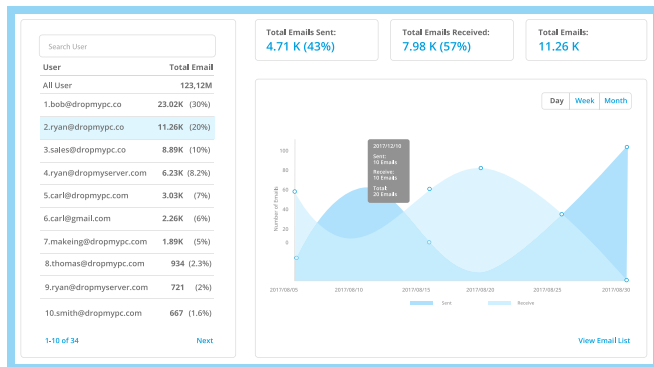 Search User
User Total Email
All User 123,12M
1.bob@dropmypc.co 23.02K (30%)
2.ryan@dropmypc.co 11.26K (20%)
3.sales@dropmypc.co 8.89K (10%)
4.ryan@dropmyserver.com 6.23K (8.2%)
5.carl@dropmypc.com 3.03K (7%)
6.carl@gmail.com 2.26K (6%)
7.makeing@dropmypc.com 1.89K (5%)
8.thomas@dropmypc.com 934 (2.3%)
9.ryan@dropmyserver.com 721 (2%)
10.smith@dropmypc.com 667 (1.6%)
1-10 of 34 Next
Total Emails Sent:
4.71 K (43%)
Total Emails Received:
7.98 K (57%)
Total Emails:
11.26 K
Day Week Month
Number of Emails
100
80
60
40
20
0
2017/12/10
Sent:
16 Emails
Receive:
10 Emails
Total:
26 Emails
2017/08/05 2017/08/10 2017/08/15 2017/08/20 2017/08/25 2017/08/30
Sent Receive
View Email List